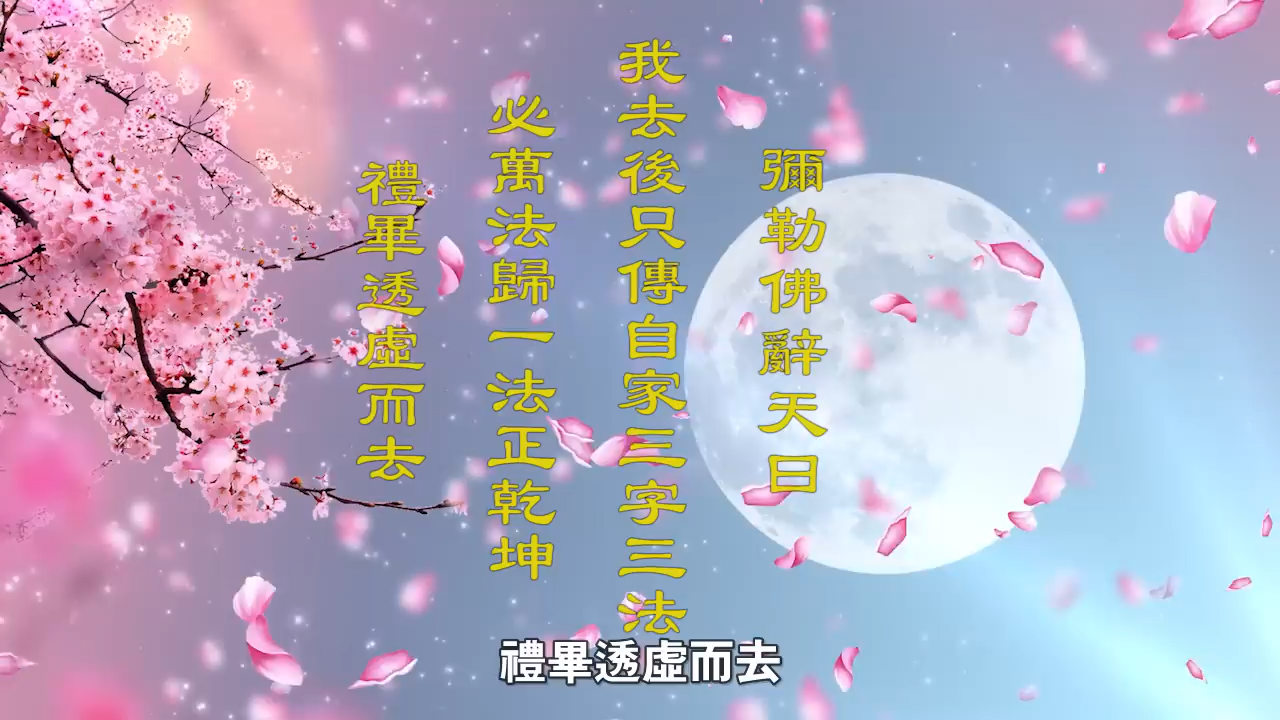 彌勒佛辭天曰
我去後只傳自家三字三法
必萬法歸一法正乾坤
禮畢透虛而去
禮畢透虛而去